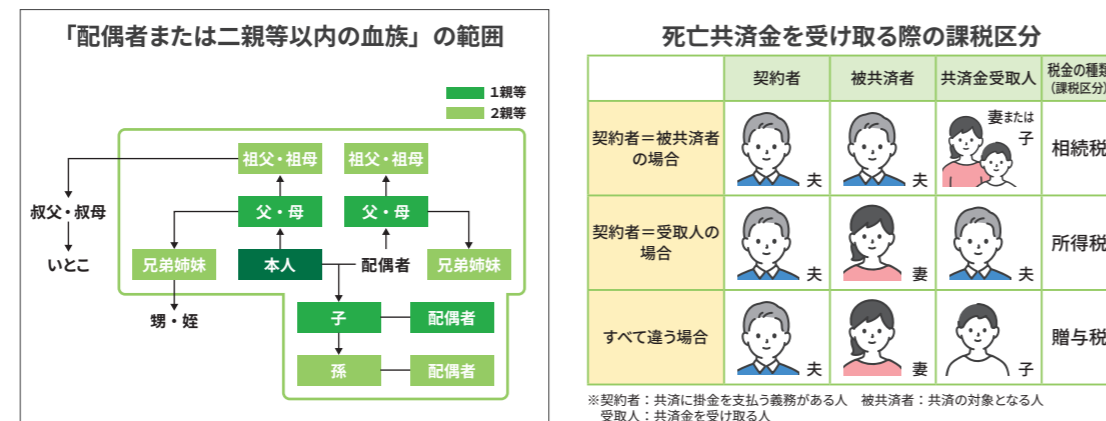 「配偶者または二親等以内の血族」の範囲
1親等
2親等
祖父・祖母
祖父・祖母
叔父・叔母
父・母
父・母
いとこ
兄弟姉妹
本人
配偶者
兄弟姉妹
甥・姪
子
配偶者
孫
配偶者
死亡共済金を受け取る際の課税区分
契約者
被共済者
共済金受取人
税金の種類
（課税区分）
契約者＝被共済者
の場合
夫
夫
妻または
子
相続税
契約者＝受取人の
場合
夫
妻
夫
所得税
すべて違う場合
夫
妻
子
贈与税
※契約者：共済に掛金を支払う義務がある人　被共済者：共済の対象となる人
受取人：共済金を受け取る人